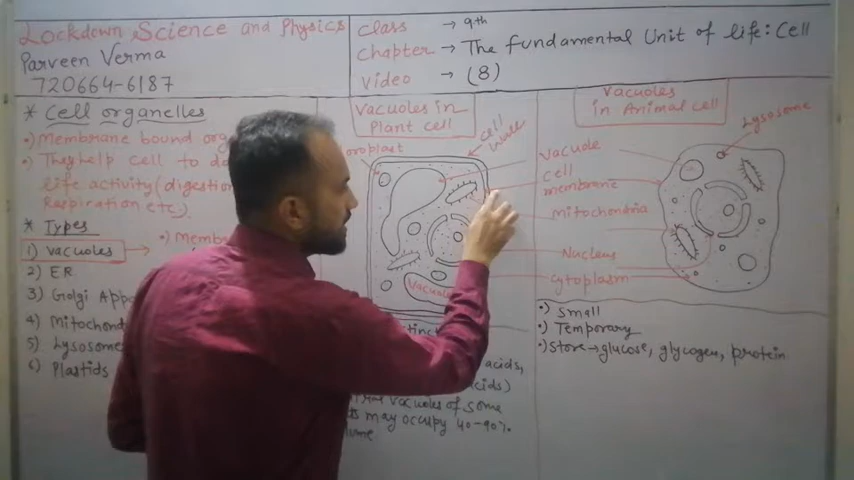 Lockdown Science and Physics
Parveen Verma
720664-6187
Class → 9th
Chapter → The fundamental Unit of life: Cell
Video → (8)
* Cell organelles
•) Membrane bound
•) They help cell to
life activity (digestion
Respiration etc.)
* Types
1) Vacuoles →
2) ER
3) Golgi
4)
5) Lysosome
6) Plastids
Vacuoles in
Plant cell
cell
wall
Vacuole
cell
membrane
Mitochondria
Nucleus
cytoplasm
acids,
vacuoles of some
may occupy 40-90%
Vacuoles
in Animal cell
Lysosome
•) Small
•) Temporary
•) Store → glucose, glycogen, protein